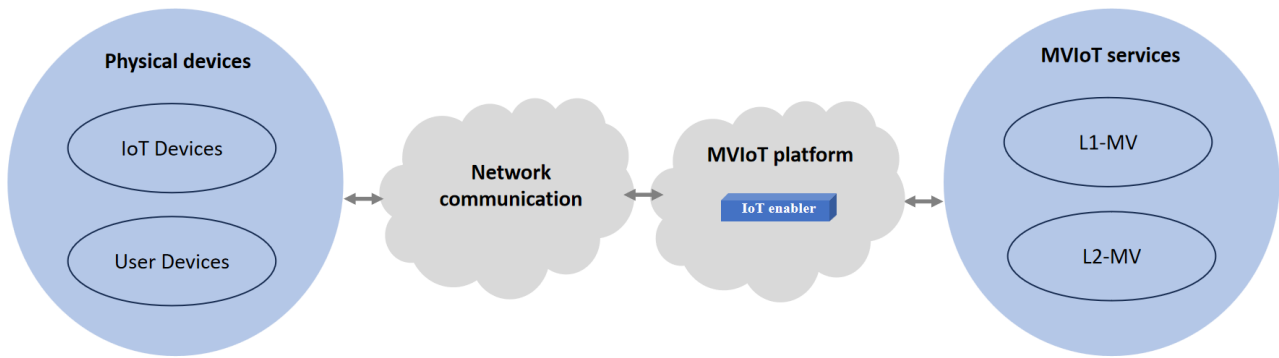 Physical devices
IoT Devices
User Devices
Network
communication
MVIoT platform
IoT enabler
MVIoT services
L1-MV
L2-MV